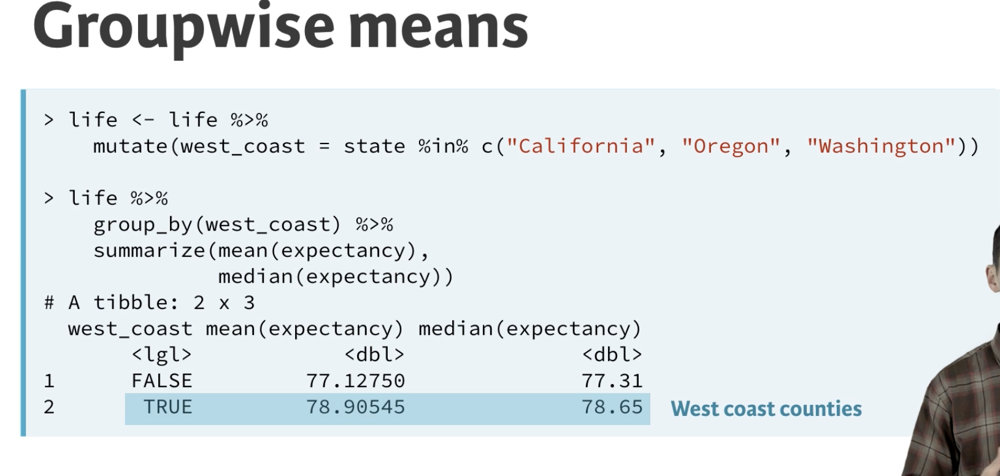 Groupwise means
> life <- life %>%
mutate(west_coast = state %in% c("California", "Oregon", "Washington"))
> life %>%
group_by(west_coast) %>%
summarize(mean(expectancy),
median(expectancy))
# A tibble: 2 x 3
west_coast mean(expectancy) median(expectancy)
<lgl> <dbl> <dbl>
1 FALSE 77.12750 77.31
2 TRUE 78.90545 78.65 West coast counties